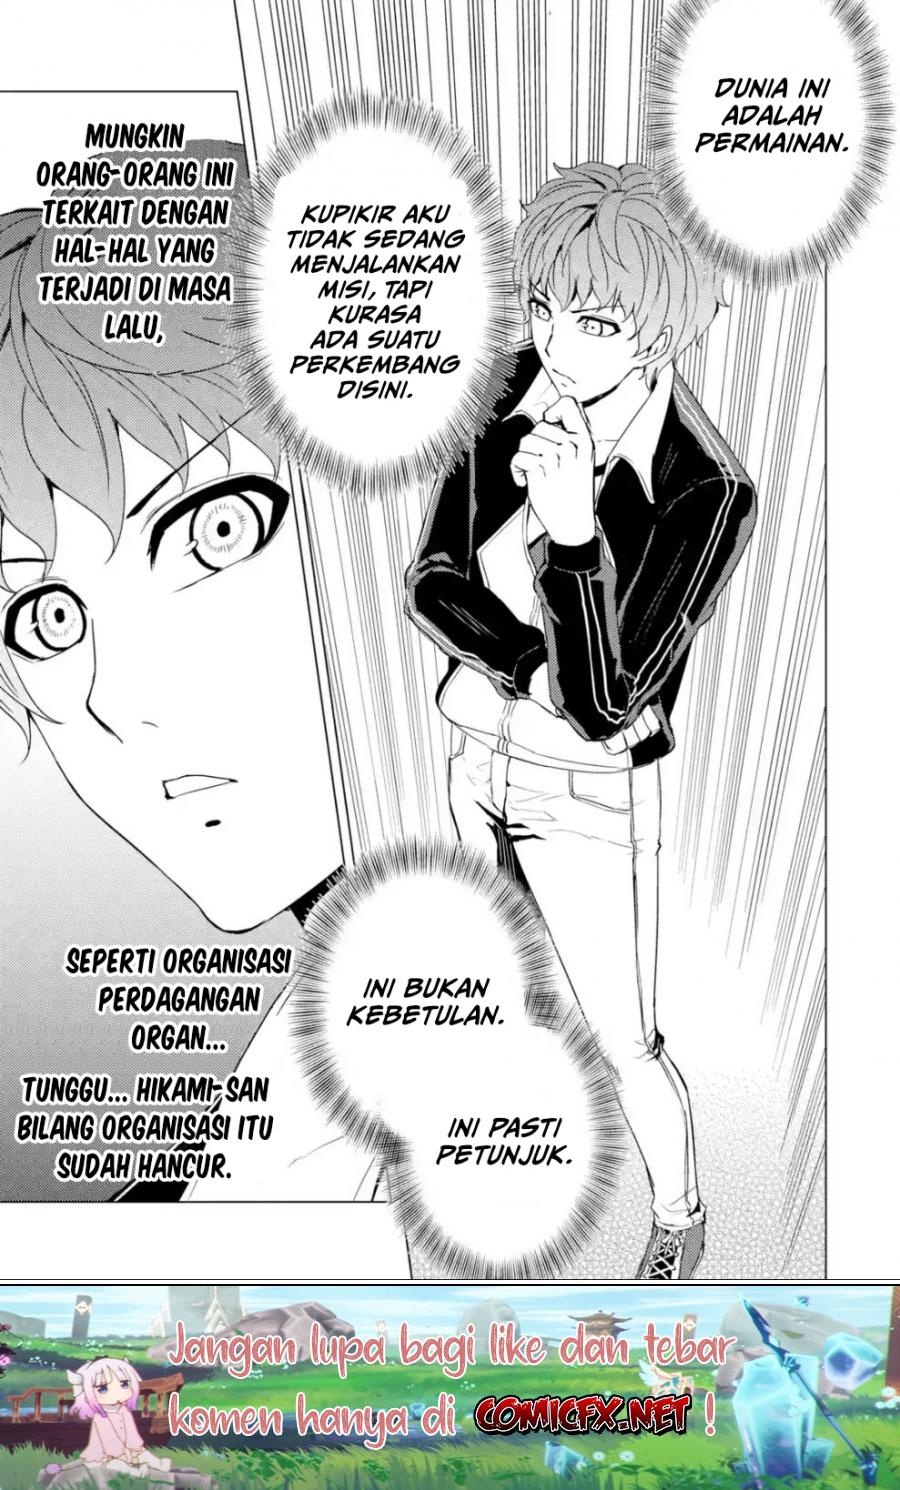 DUNIA INI
ADALAH
PERMAINAN.
KUPIKIR AKU
TIDAK SEDANG
MENJALANKAN
MISI, TAPI
KURASA
ADA SUATU
PERKEMBANG
DISINI.
INI BUKAN
KEBETULAN.
INI PASTI
PETUNJUK.
MUNGKIN
ORANG-ORANG INI
TERKAIT DENGAN
HAL-HAL YANG
TERJADI DI MASA
LALU,
SEPERTI ORGANISASI
PERDAGANGAN
ORGAN...
TUNGGU... HIKAMI-SAN
BILANG ORGANISASI ITU
SUDAH HANCUR.
Jangan lupa bagi like dan tebar
komen hanya di COMICFX.NET !